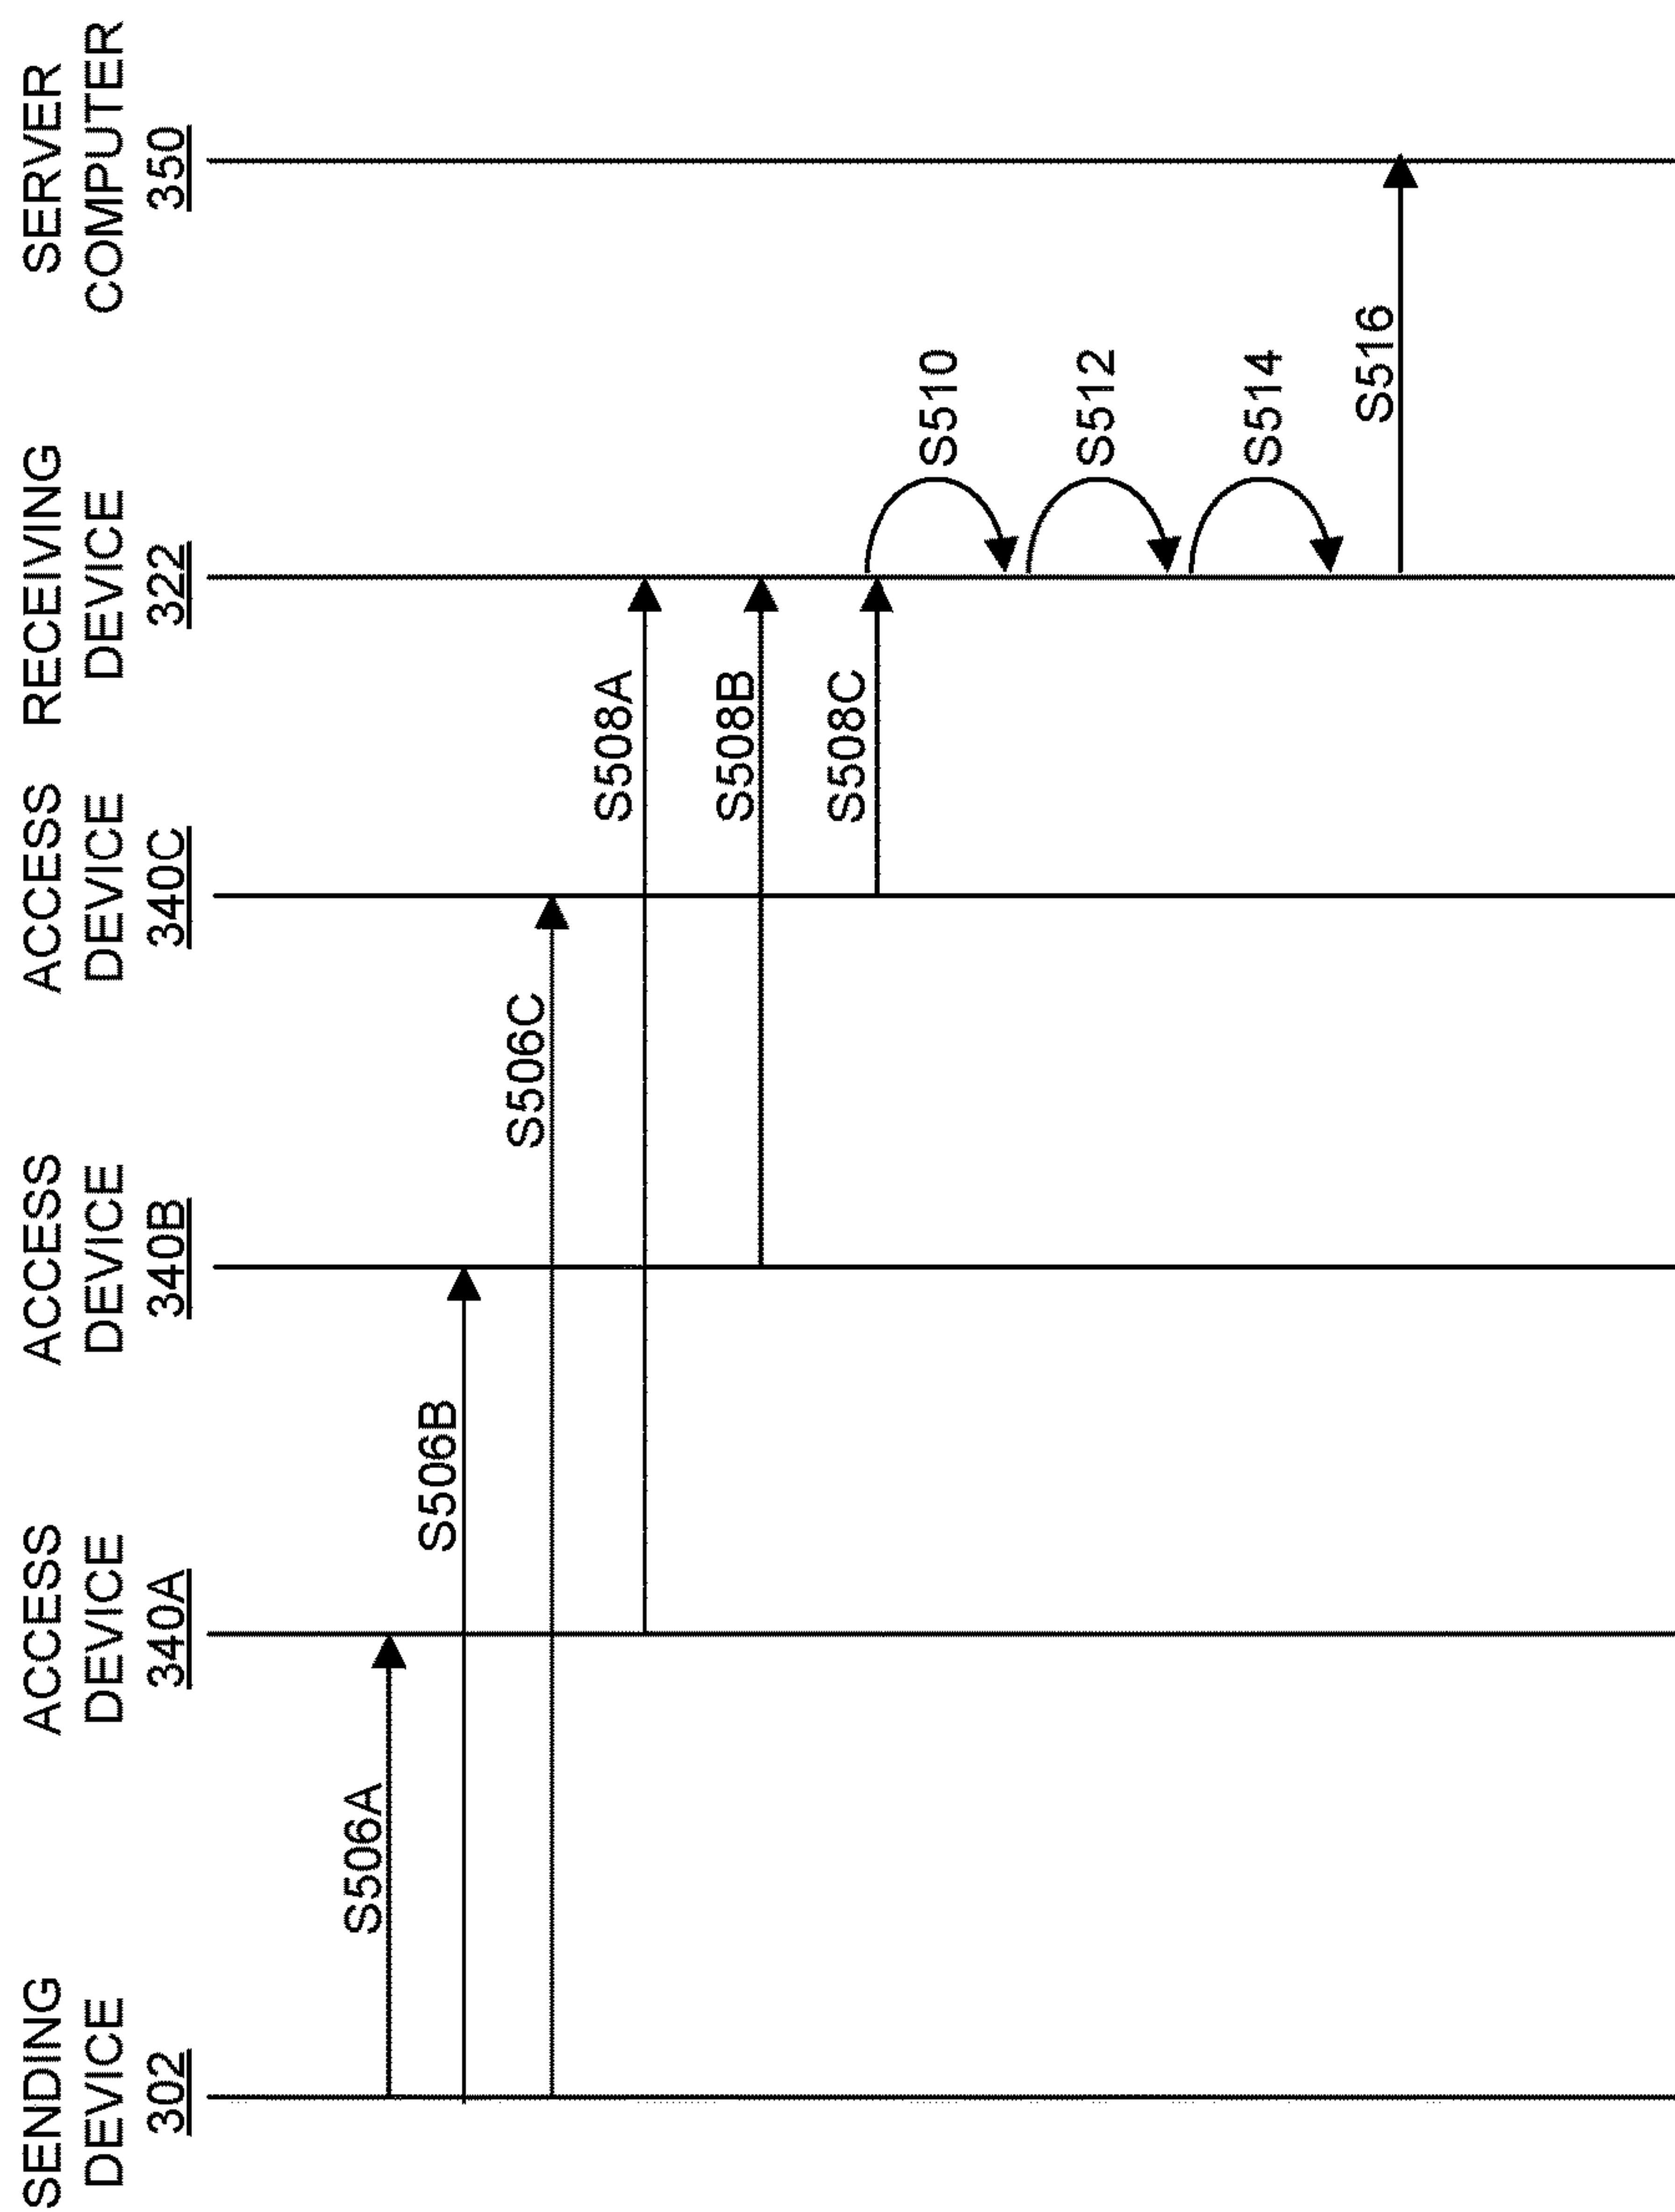 SENDING
DEVICE
302
ACCESS
DEVICE
340A
ACCESS
DEVICE
340B
ACCESS
DEVICE
340C
RECEIVING
DEVICE
322
SERVER
COMPUTER
350
S506A
S506B
S506C
S508A
S508B
S508C
S510
S512
S514
S516